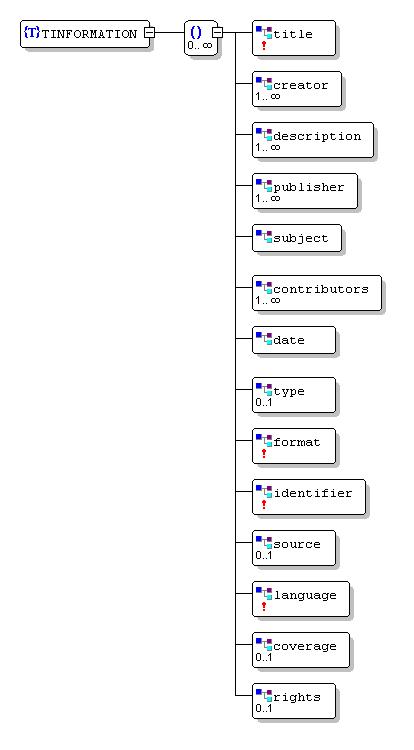 {T}TINFORMATION
()
0.. ∞
title
!
creator
1.. ∞
description
1.. ∞
publisher
1.. ∞
subject
contributors
1.. ∞
date
type
0..1
format
!
identifier
!
source
0..1
language
!
coverage
0..1
rights
0..1